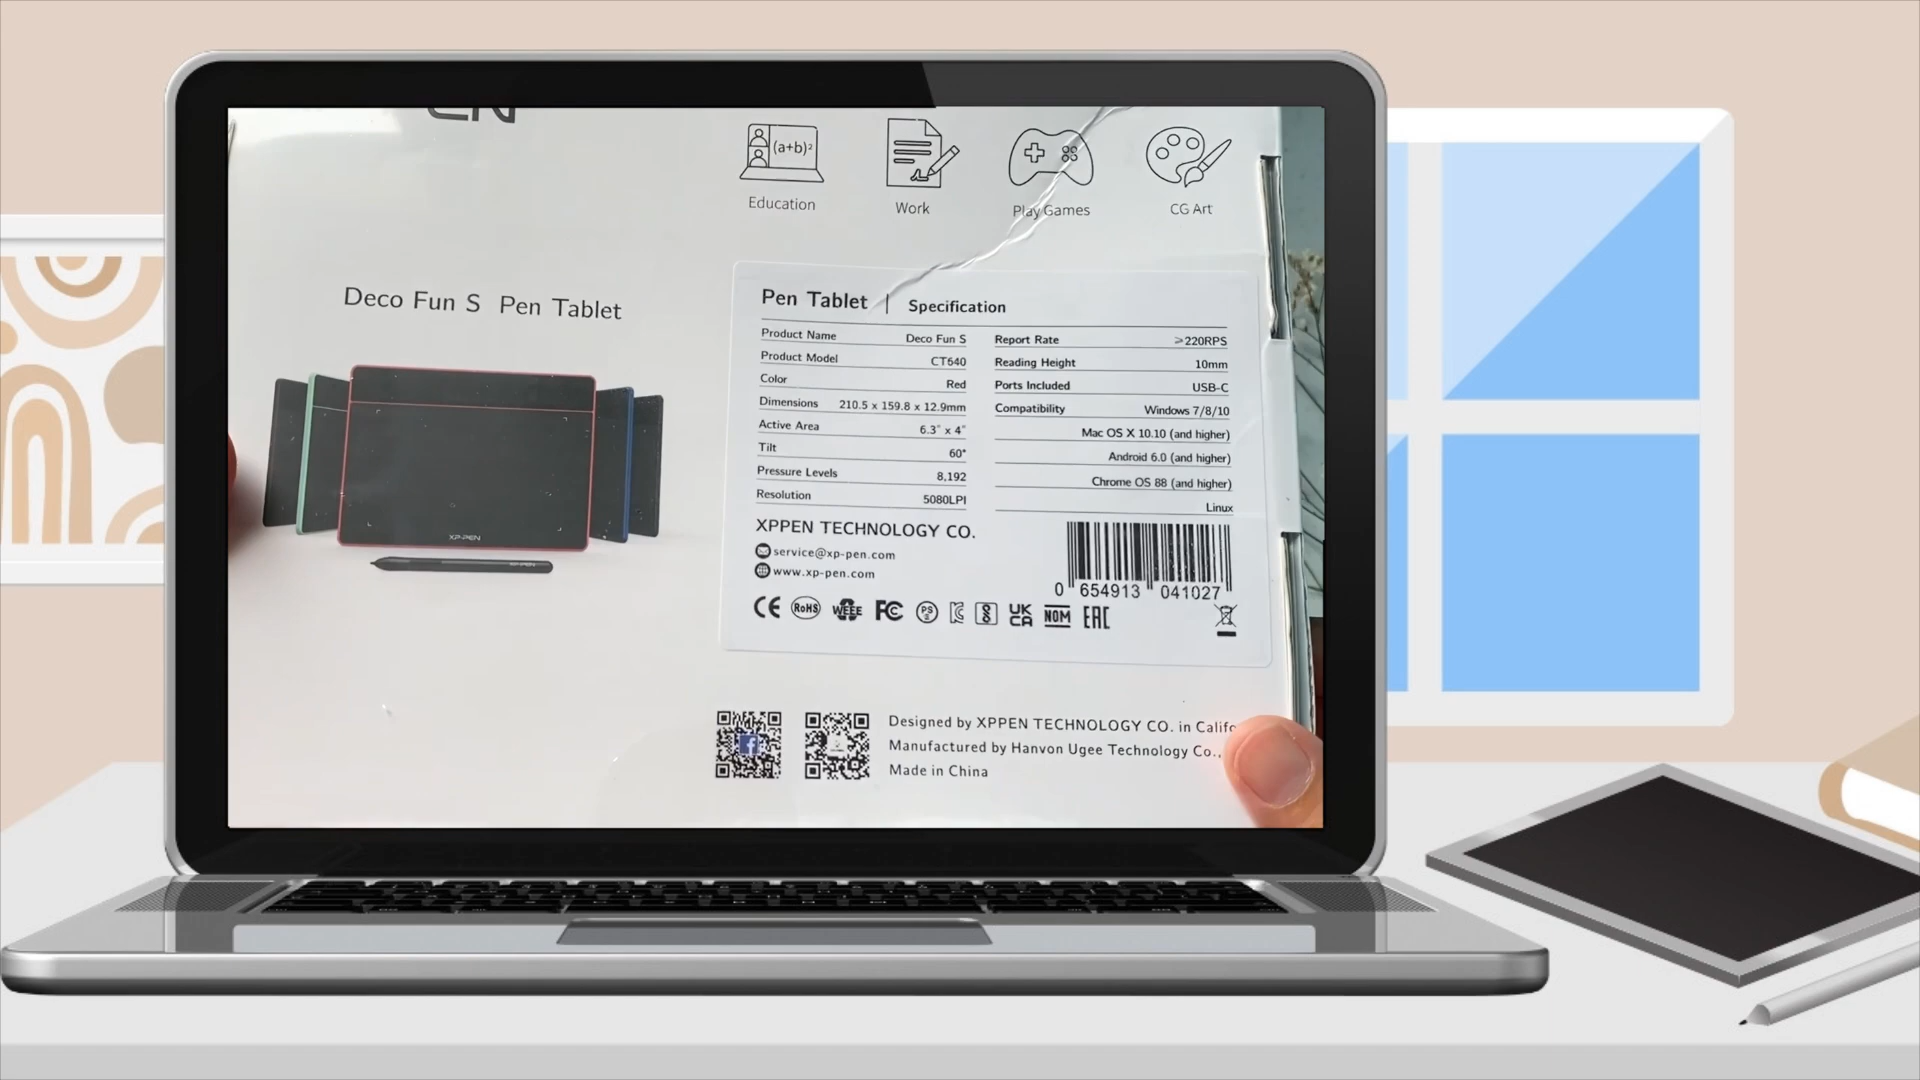 (a+b)²
Education
Work
Play Games
CG Art
Deco Fun S Pen Tablet
XP-PEN
Pen Tablet | Specification
Product Name Deco Fun S
Product Model CT640
Color Red
Dimensions 210.5 x 159.8 x 12.9mm
Active Area 6.3" x 4"
Tilt 60°
Pressure Levels 8,192
Resolution 5080LPI
Report Rate ≥220RPS
Reading Height 10mm
Ports Included USB-C
Compatibility Windows 7/8/10
Mac OS X 10.10 (and higher)
Android 6.0 (and higher)
Chrome OS 88 (and higher)
Linux
XPPEN TECHNOLOGY CO.
service@xp-pen.com
www.xp-pen.com
0 654913 041027
CE RoHS WEEE FC PS E UK CA NOM EAC
Designed by XPPEN TECHNOLOGY CO. in Califo
Manufactured by Hanvon Ugee Technology Co.,
Made in China